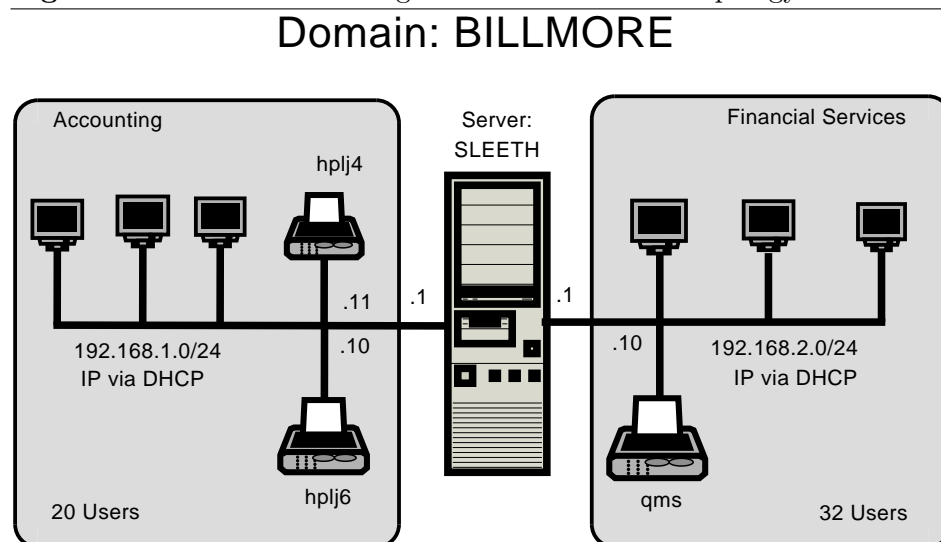 Domain: BILLMORE
Accounting
Server:
SLEETH
Financial Services
hplj4
.11
.1
.1
.10
.10
192.168.1.0/24
IP via DHCP
192.168.2.0/24
IP via DHCP
hplj6
qms
20 Users
32 Users